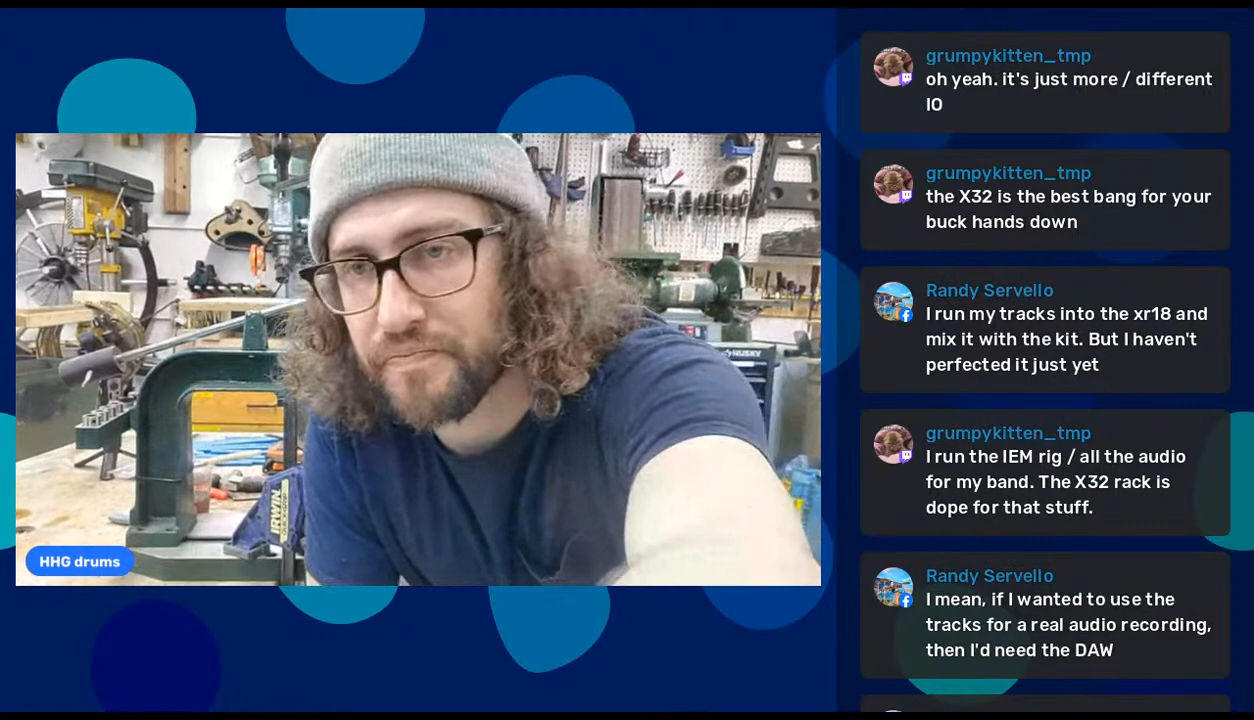 grumpykitten_tmp
oh yeah. it's just more / different
IO
grumpykitten_tmp
the X32 is the best bang for your
buck hands down
Randy Servello
I run my tracks into the xr18 and
mix it with the kit. But I haven't
perfected it just yet
grumpykitten_tmp
I run the IEM rig / all the audio
for my band. The X32 rack is
dope for that stuff.
Randy Servello
I mean, if I wanted to use the
tracks for a real audio recording,
then I'd need the DAW
HUSKY
IRWIN
QUICK-GRIP
HHG drums